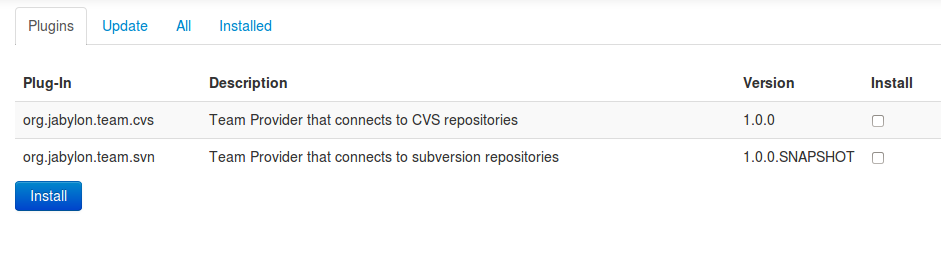 Plugins Update All Installed
Plug-In Description Version Install
org.jabylon.team.cvs Team Provider that connects to CVS repositories 1.0.0
org.jabylon.team.svn Team Provider that connects to subversion repositories 1.0.0.SNAPSHOT
Install